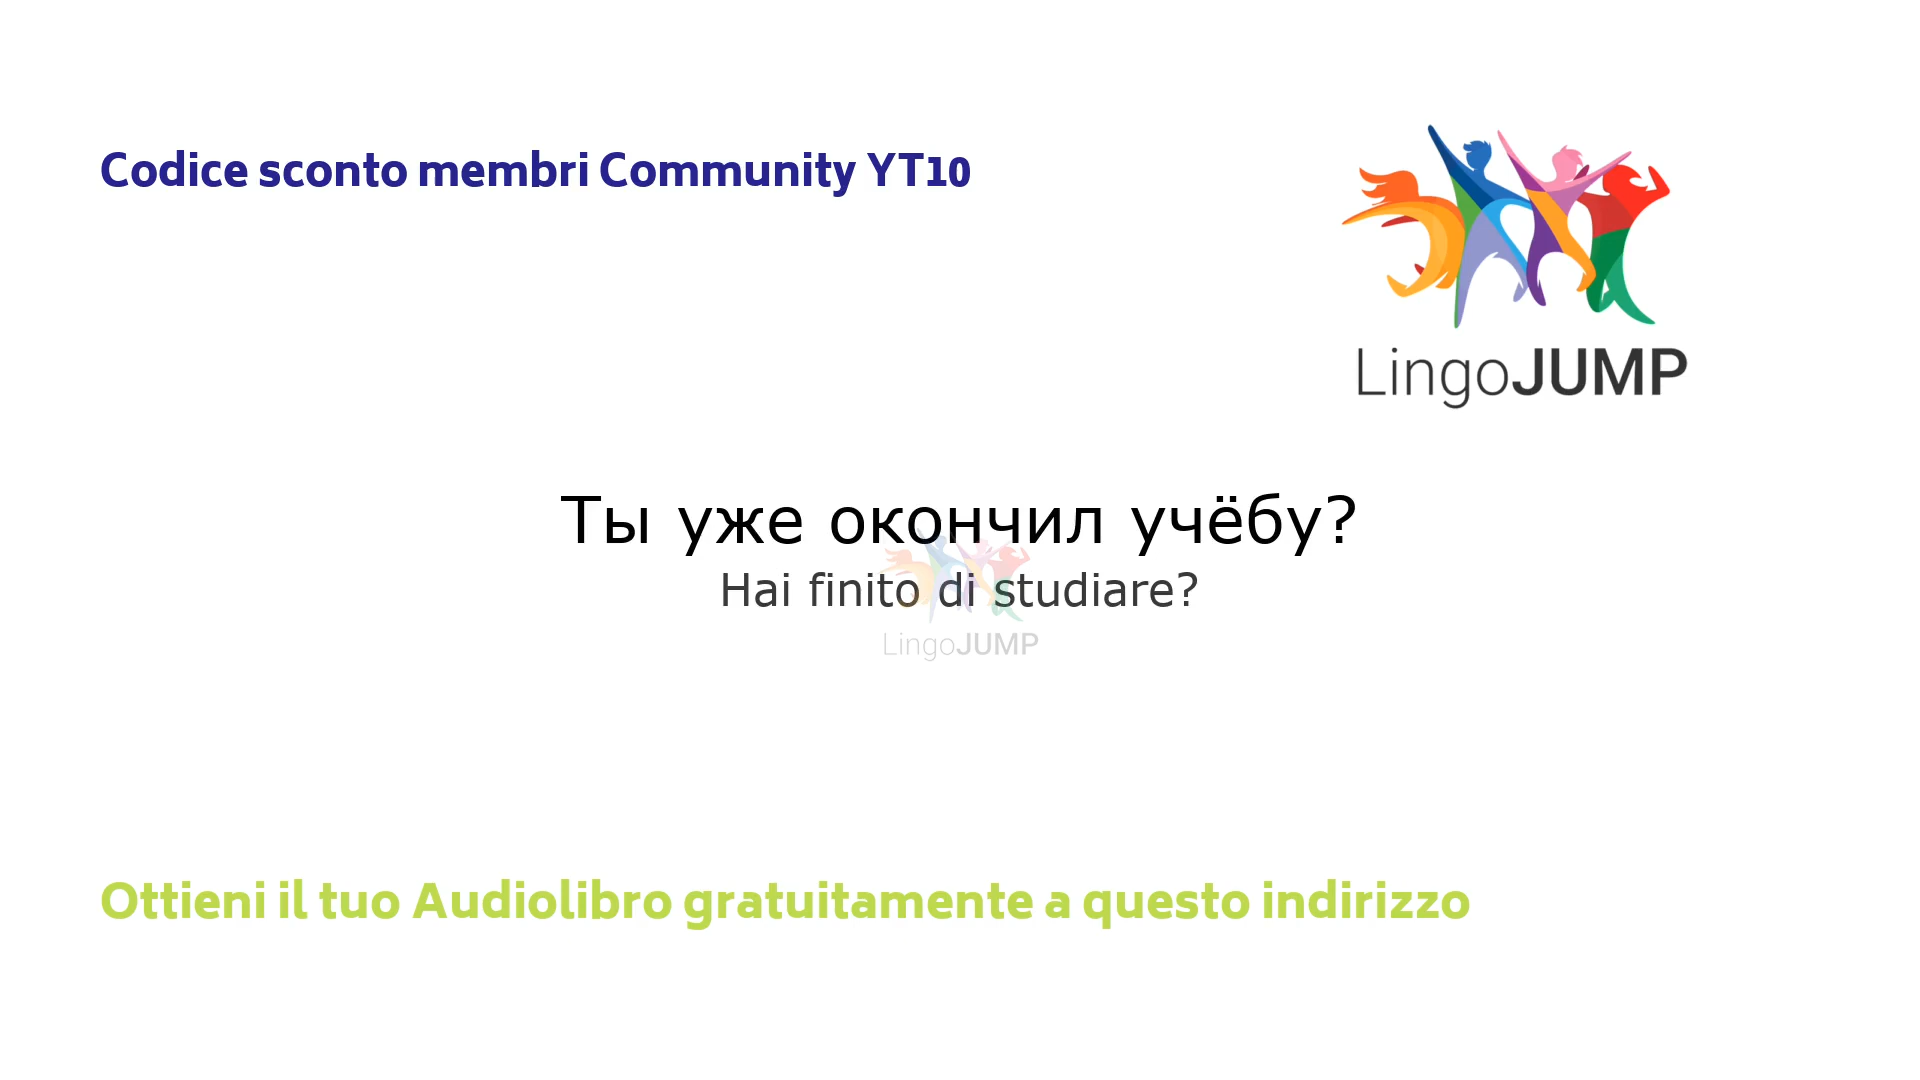 Codice sconto membri Community YT10
LingoJUMP
Ты уже окончил учёбу?
Hai finito di studiare?
LingoJUMP
Ottieni il tuo Audiolibro gratuitamente a questo indirizzo